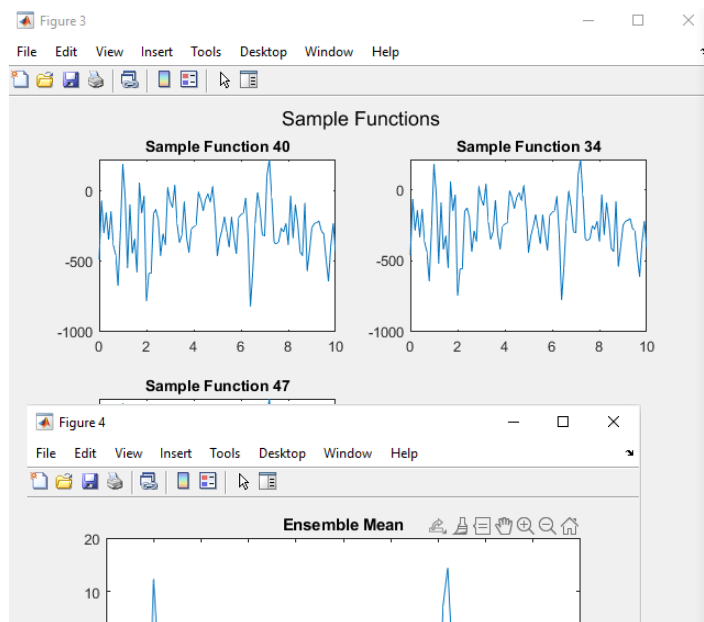 Figure 3
File Edit View Insert Tools Desktop Window Help
Sample Functions
Sample Function 40
0
-500
-1000
0 2 4 6 8 10
Sample Function 34
0
-500
-1000
0 2 4 6 8 10
Sample Function 47
Figure 4
File Edit View Insert Tools Desktop Window Help
Ensemble Mean
20
10